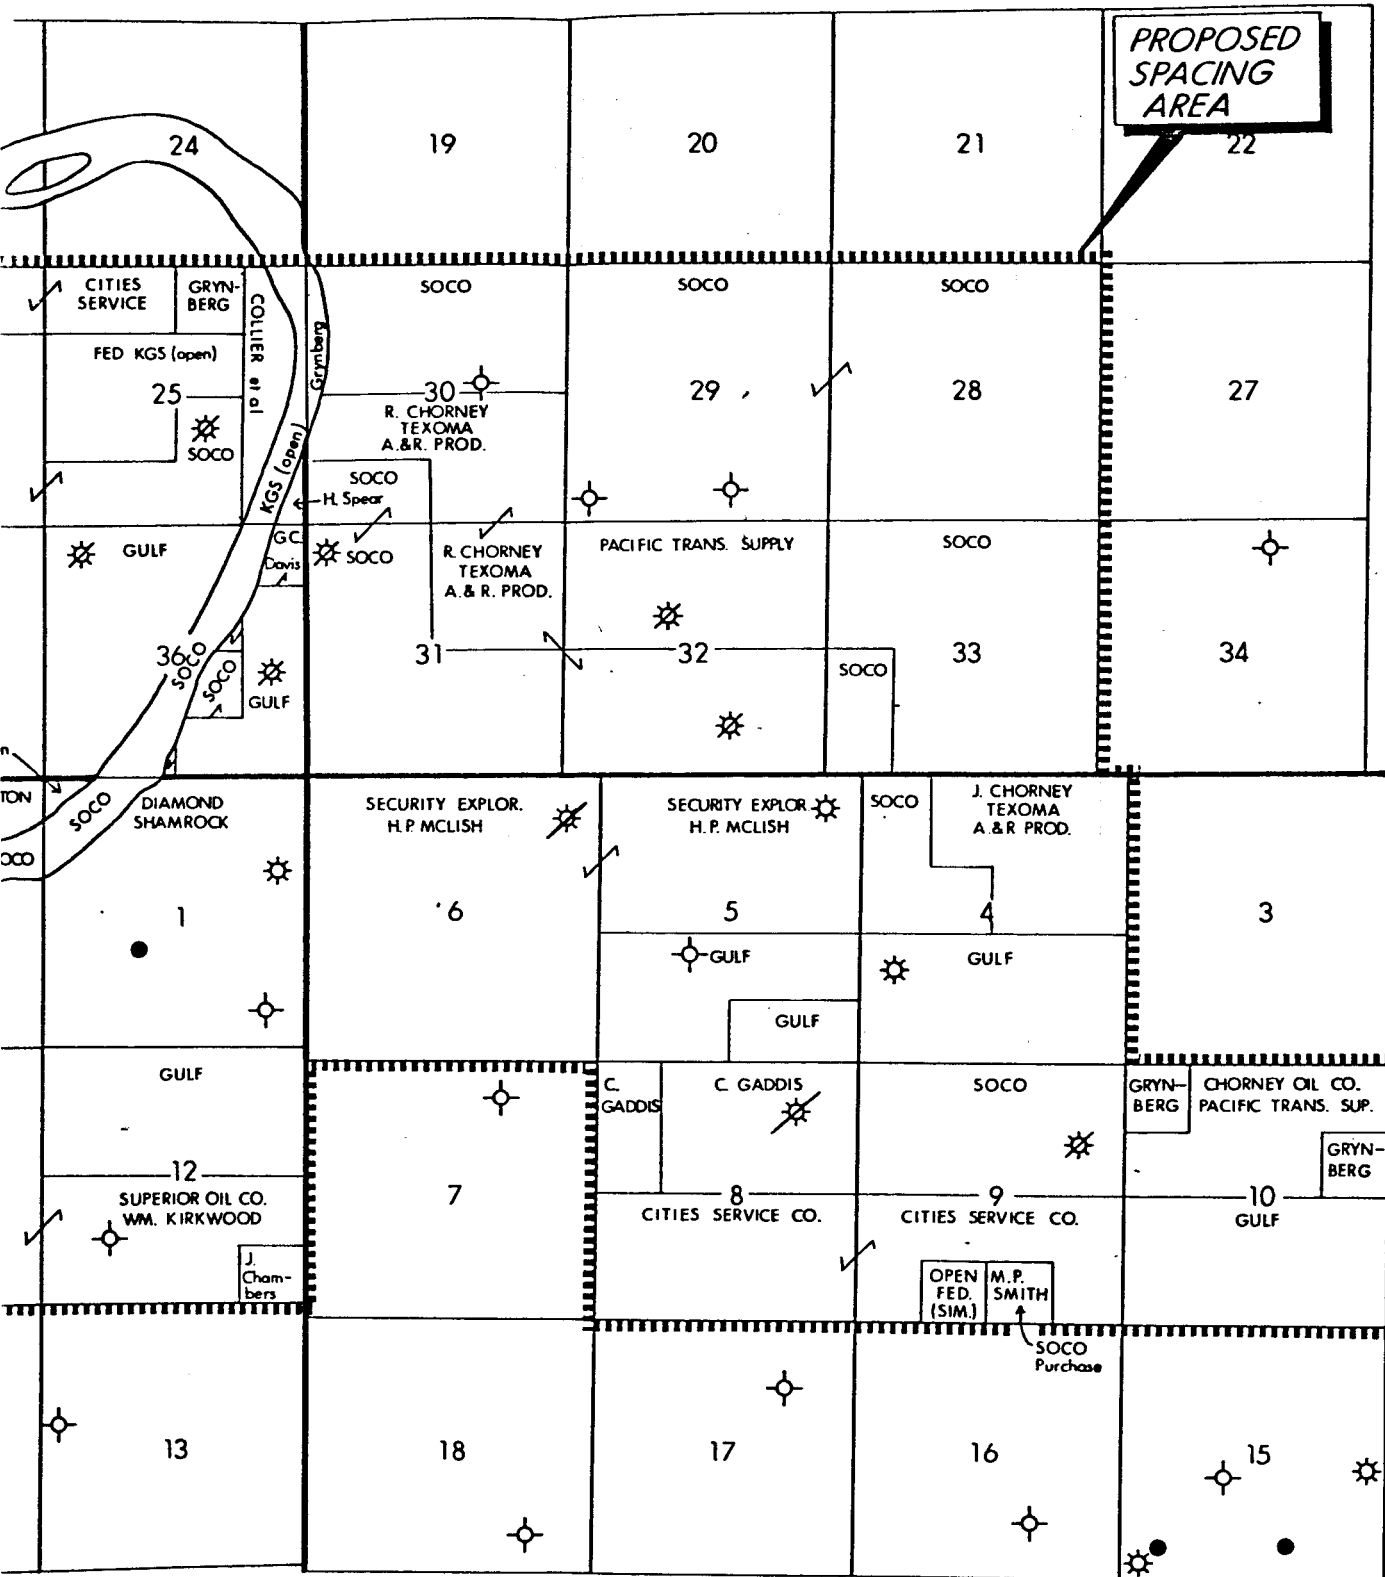 PROPOSED
SPACING
AREA
24
19
20
21
22
CITIES
SERVICE
GRYN-
BERG
COLLIER et al
Grynberg
SOCO
SOCO
SOCO
FED KGS (open)
25
SOCO
KGS (open)
30
R. CHORNEY
TEXOMA
A.&R. PROD.
29
28
27
SOCO
H. Spear
GULF
G.C.
Davis
SOCO
R. CHORNEY
TEXOMA
A.& R. PROD.
PACIFIC TRANS. SUPPLY
SOCO
36
SOCO
SOCO
GULF
31
32
SOCO
33
34
n
TON
SOCO
OCO
DIAMOND
SHAMROCK
SECURITY EXPLOR.
H.P. MCLISH
SECURITY EXPLOR.
H.P. MCLISH
SOCO
J. CHORNEY
TEXOMA
A.&R PROD.
1
6
5
4
3
GULF
GULF
GULF
GULF
C.
GADDIS
C. GADDIS
SOCO
GRYN-
BERG
CHORNEY OIL CO.
PACIFIC TRANS. SUP.
GRYN-
BERG
12
SUPERIOR OIL CO.
WM. KIRKWOOD
J.
Cham-
bers
7
8
CITIES SERVICE CO.
9
CITIES SERVICE CO.
10
GULF
OPEN
FED.
(SIM.)
M.P.
SMITH
SOCO
Purchase
13
18
17
16
15